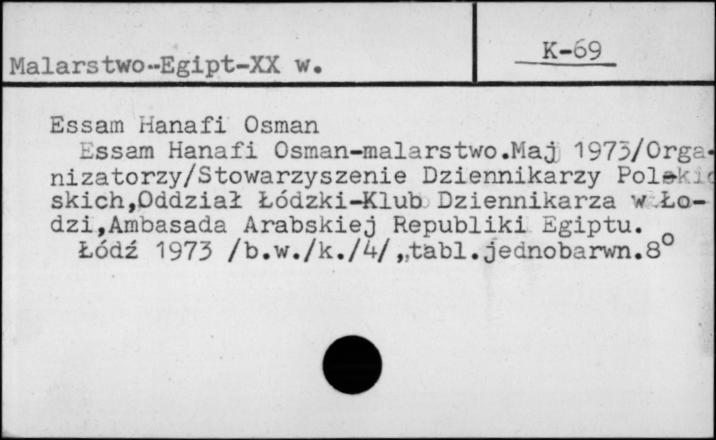 Malarstwo-Egipt-XX w.
K-69
Essam Hanafi Osman
Essam Hanafi Osman-malarstwo.Maj 1973/Orga-
nizatorzy/Stowarzyszenie Dziennikarzy Pol-
skich,Oddział Łódzki-Klub Dziennikarza w Ło-
dzi,Ambasada Arabskiej Republiki Egiptu.
Łódź 1973 /b.w./k./4/,,tabl.jednobarwn.8°